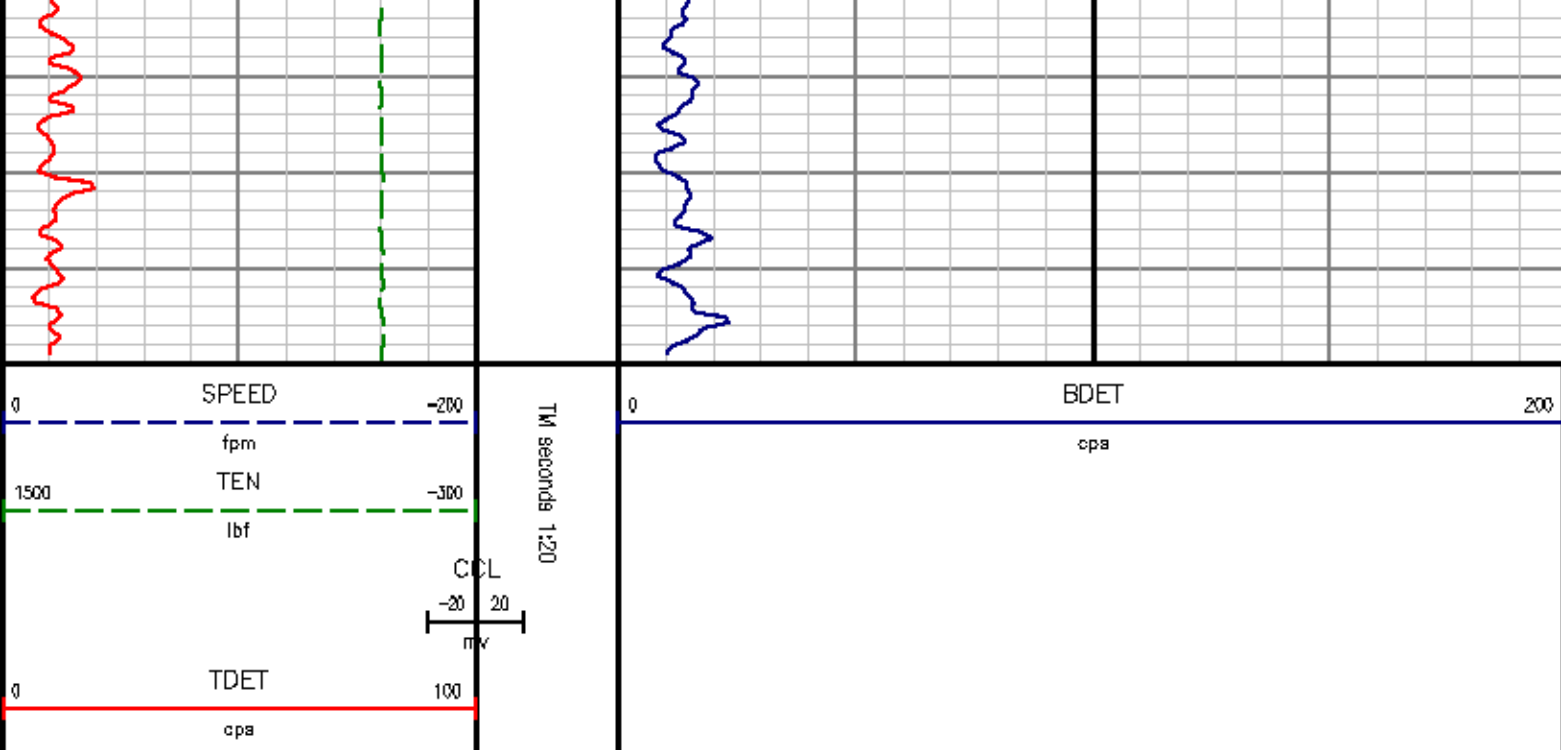 SPEED
0 -200
fpm
TEN
1500 -300
lbf
CCL
-20 20
mv
TDET
0 100
cps
TM seconds 1:20
BDET
0 200
cps